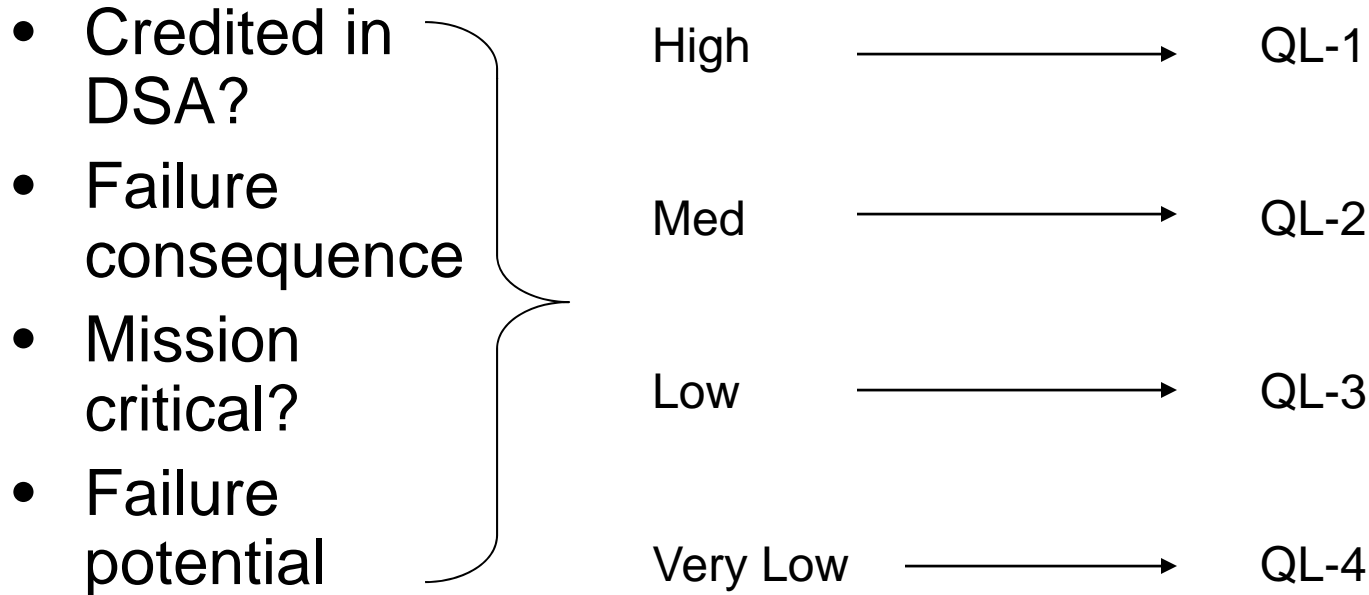 • Credited in
DSA?
• Failure
consequence
• Mission
critical?
• Failure
potential
High QL-1
Med QL-2
Low QL-3
Very Low QL-4